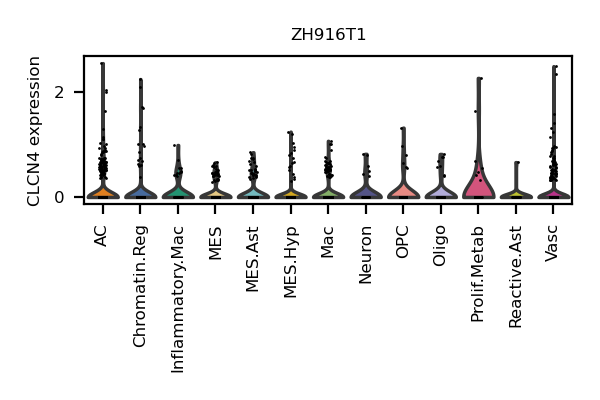 ZH916T1
CLCN4 expression
2
0
AC
Chromatin.Reg
Inflammatory.Mac
MES
MES.Ast
MES.Hyp
Mac
Neuron
OPC
Oligo
Prolif.Metab
Reactive.Ast
Vasc